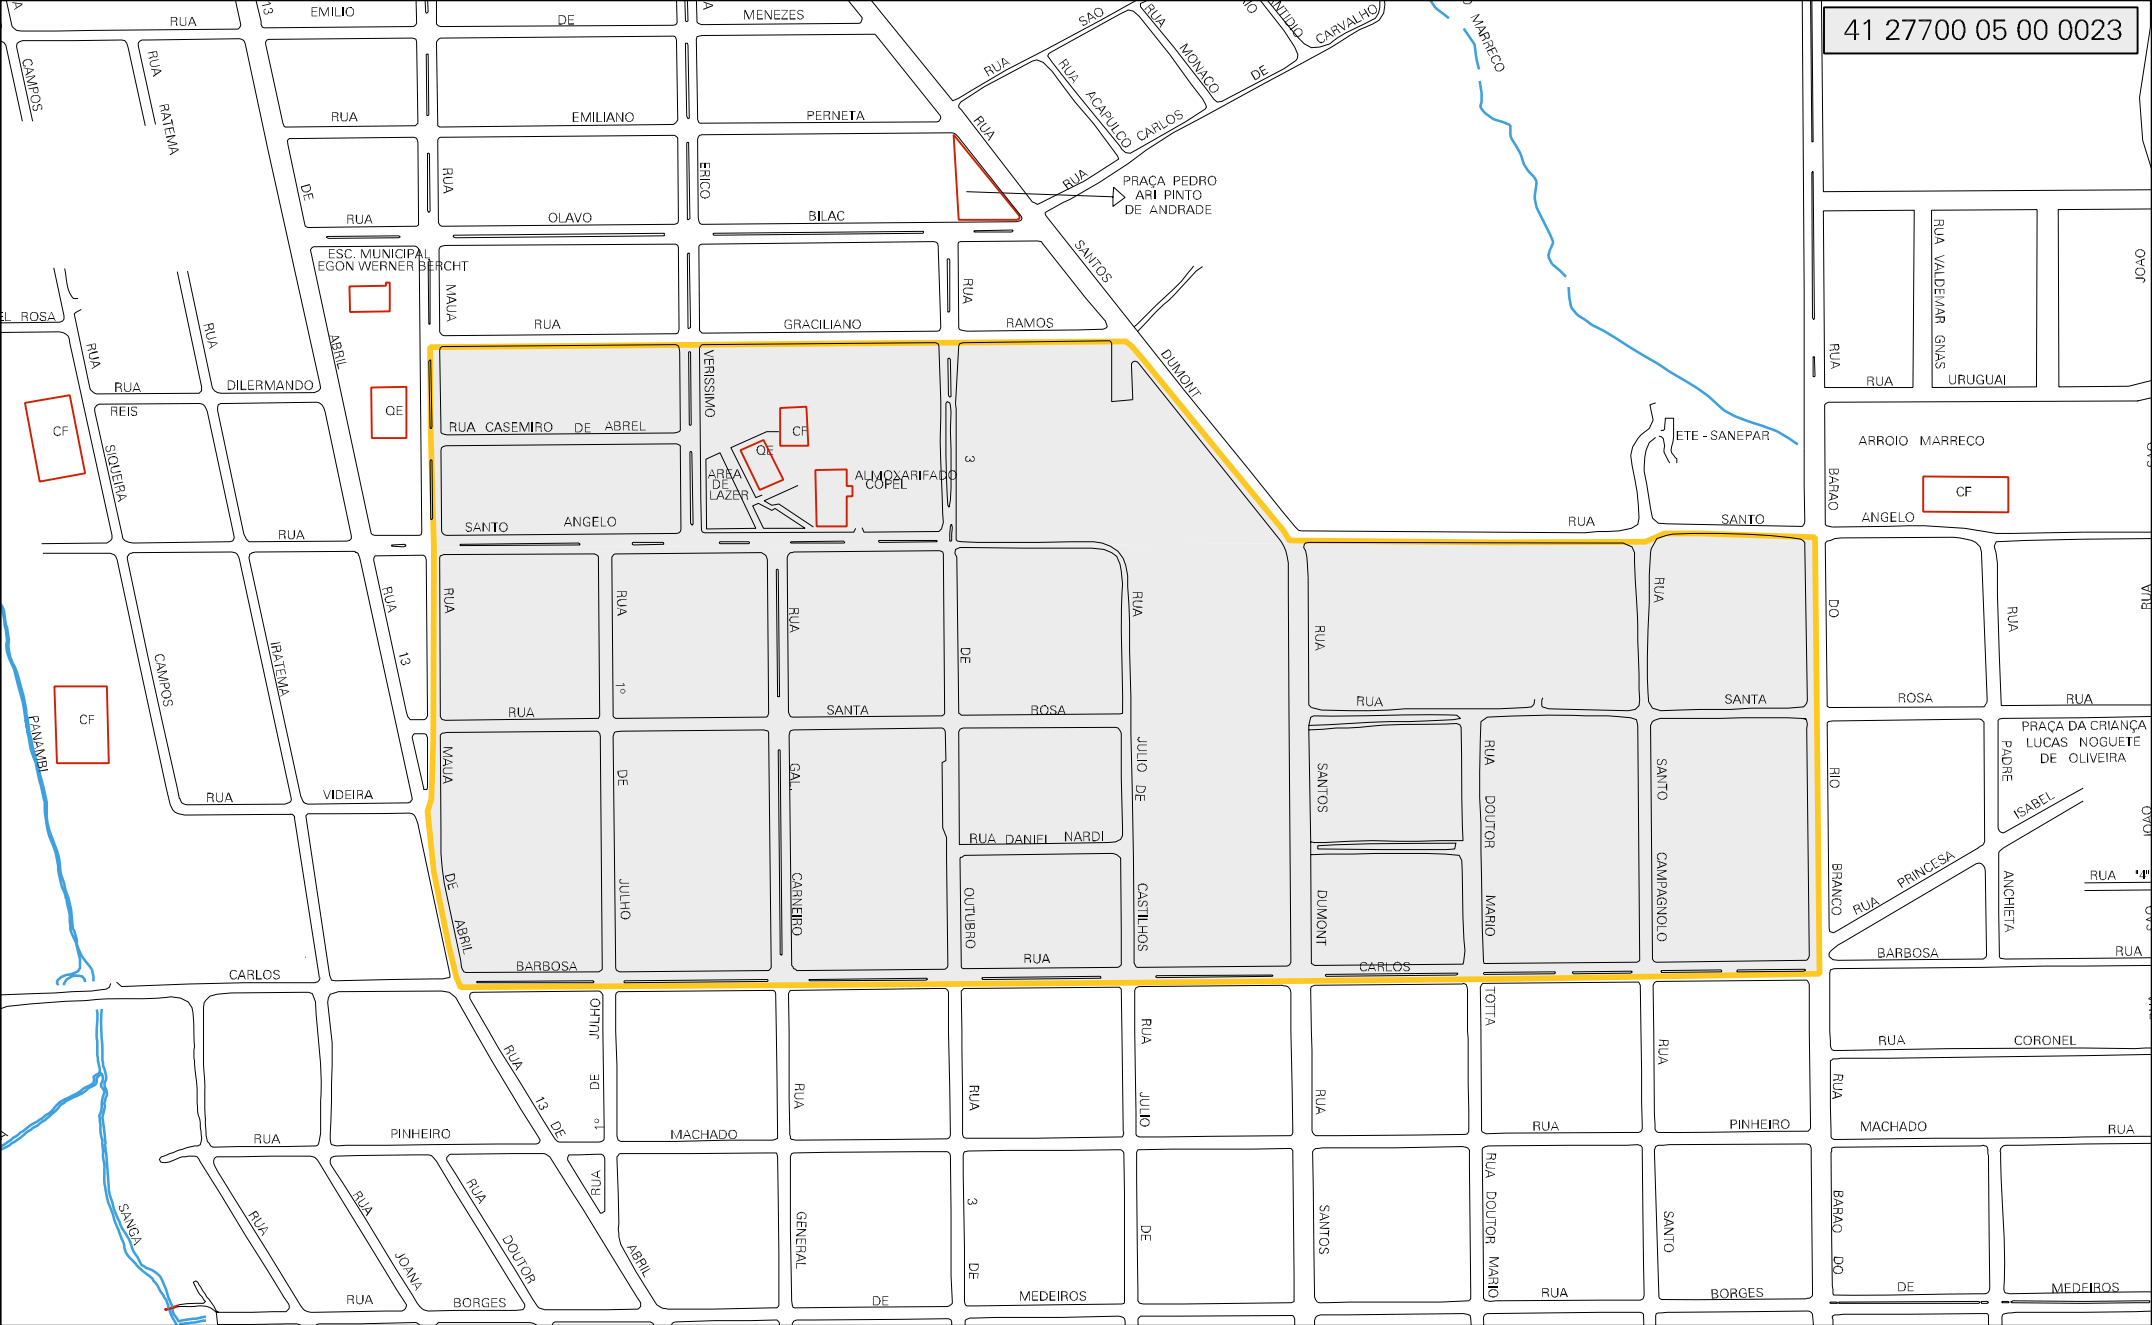 41 27700 05 00 0023
RUA
13
EMILIO
DE
MENEZES
SAO
RUA
MONACO
CARVALHO
DE
MARRECO
CAMPOS
RUA
RATEMA
RUA
EMILIANO
PERNETA
RUA
RUA
ACAPULCO
CARLOS
RUA
RUA
DE
RUA
ERICO
PRAÇA PEDRO
ARI PINTO
DE ANDRADE
RUA
OLAVO
BILAC
ESC. MUNICIPAL
EGON WERNER BERCHT
SANTOS
RUA VALDEMAR GNAS
JOAO
MAUA
RUA
EL ROSA
RUA
RUA
GRACILIANO
RAMOS
RUA
ABRIL
VERISSIMO
DUMONT
RUA
RUA
DILERMANDO
RUA
URUGUAI
REIS
QE
CF
RUA CASEMIRO DE ABREL
CF
QE
3
ETE - SANEPAR
ARROIO MARRECO
SIQUEIRA
AREA
DE
LAZER
ALMOXARIFADO
COPEL
BARAO
CF
SANTO
ANGELO
RUA
SANTO
ANGELO
RUA
RUA
13
RUA
RUA
1º
RUA
DE
RUA
RUA
RUA
DO
RUA
RUA
CAMPOS
IRATEMA
PANAMBI
CF
RUA
SANTA
ROSA
RUA
SANTA
ROSA
RUA
PRAÇA DA CRIANÇA
LUCAS NOGUETE
DE OLIVEIRA
MAUA
DE
GAL.
JULIO DE
SANTOS
RUA
DOUTOR
SANTO
RIO
PADRE
RUA
VIDEIRA
ISABEL
JOAO
RUA DANIEL NARDI
DE
ABRIL
JULHO
CARNEIRO
OUTUBRO
CASTILHOS
DUMONT
MARIO
CAMPAGNOLO
BRANCO
RUA
PRINCESA
ANCHIETA
RUA "4"
SAO
CARLOS
BARBOSA
RUA
CARLOS
BARBOSA
RUA
JULHO
DE
1º
RUA
TOTTA
RUA
RUA
CORONEL
RUA
13
DE
RUA
RUA
JULIO
RUA
RUA
RUA
PINHEIRO
MACHADO
RUA
PINHEIRO
MACHADO
RUA
RUA
RUA
RUA
RUA
3
RUA DOUTOR MARIO
SANGA
JOANA
DOUTOR
ABRIL
GENERAL
DE
DE
SANTOS
SANTO
BARAO
DO
RUA
BORGES
DE
MEDEIROS
RUA
BORGES
DE
MEDEIROS